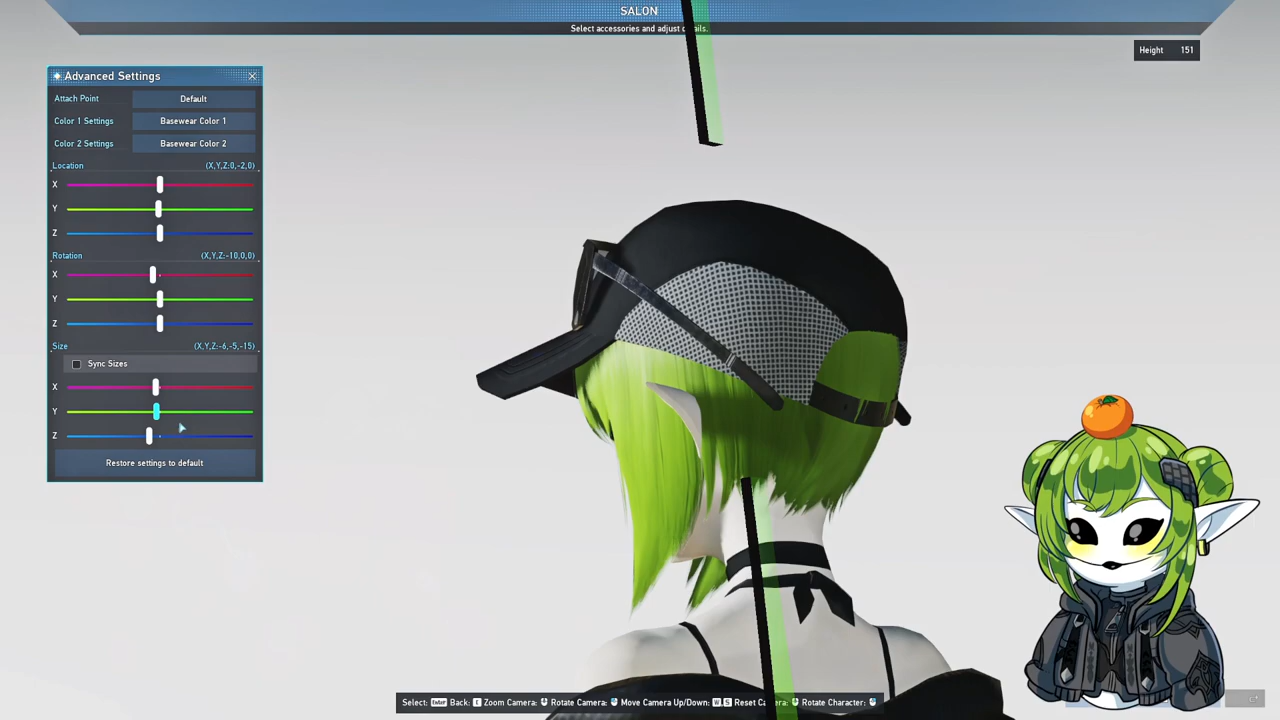 SALON
Select accessories and adjust details.
Height 151
Advanced Settings
Attach Point Default
Color 1 Settings Basewear Color 1
Color 2 Settings Basewear Color 2
Location (X,Y,Z:0,-2,0)
X
Y
Z
Rotation (X,Y,Z:-10,0,0)
X
Y
Z
Size (X,Y,Z:-6,-5,-15)
Sync Sizes
X
Y
Z
Restore settings to default
Select: Enter Back: Zoom Camera: Rotate Camera: Move Camera Up/Down: W,S Reset Camera: Rotate Character: